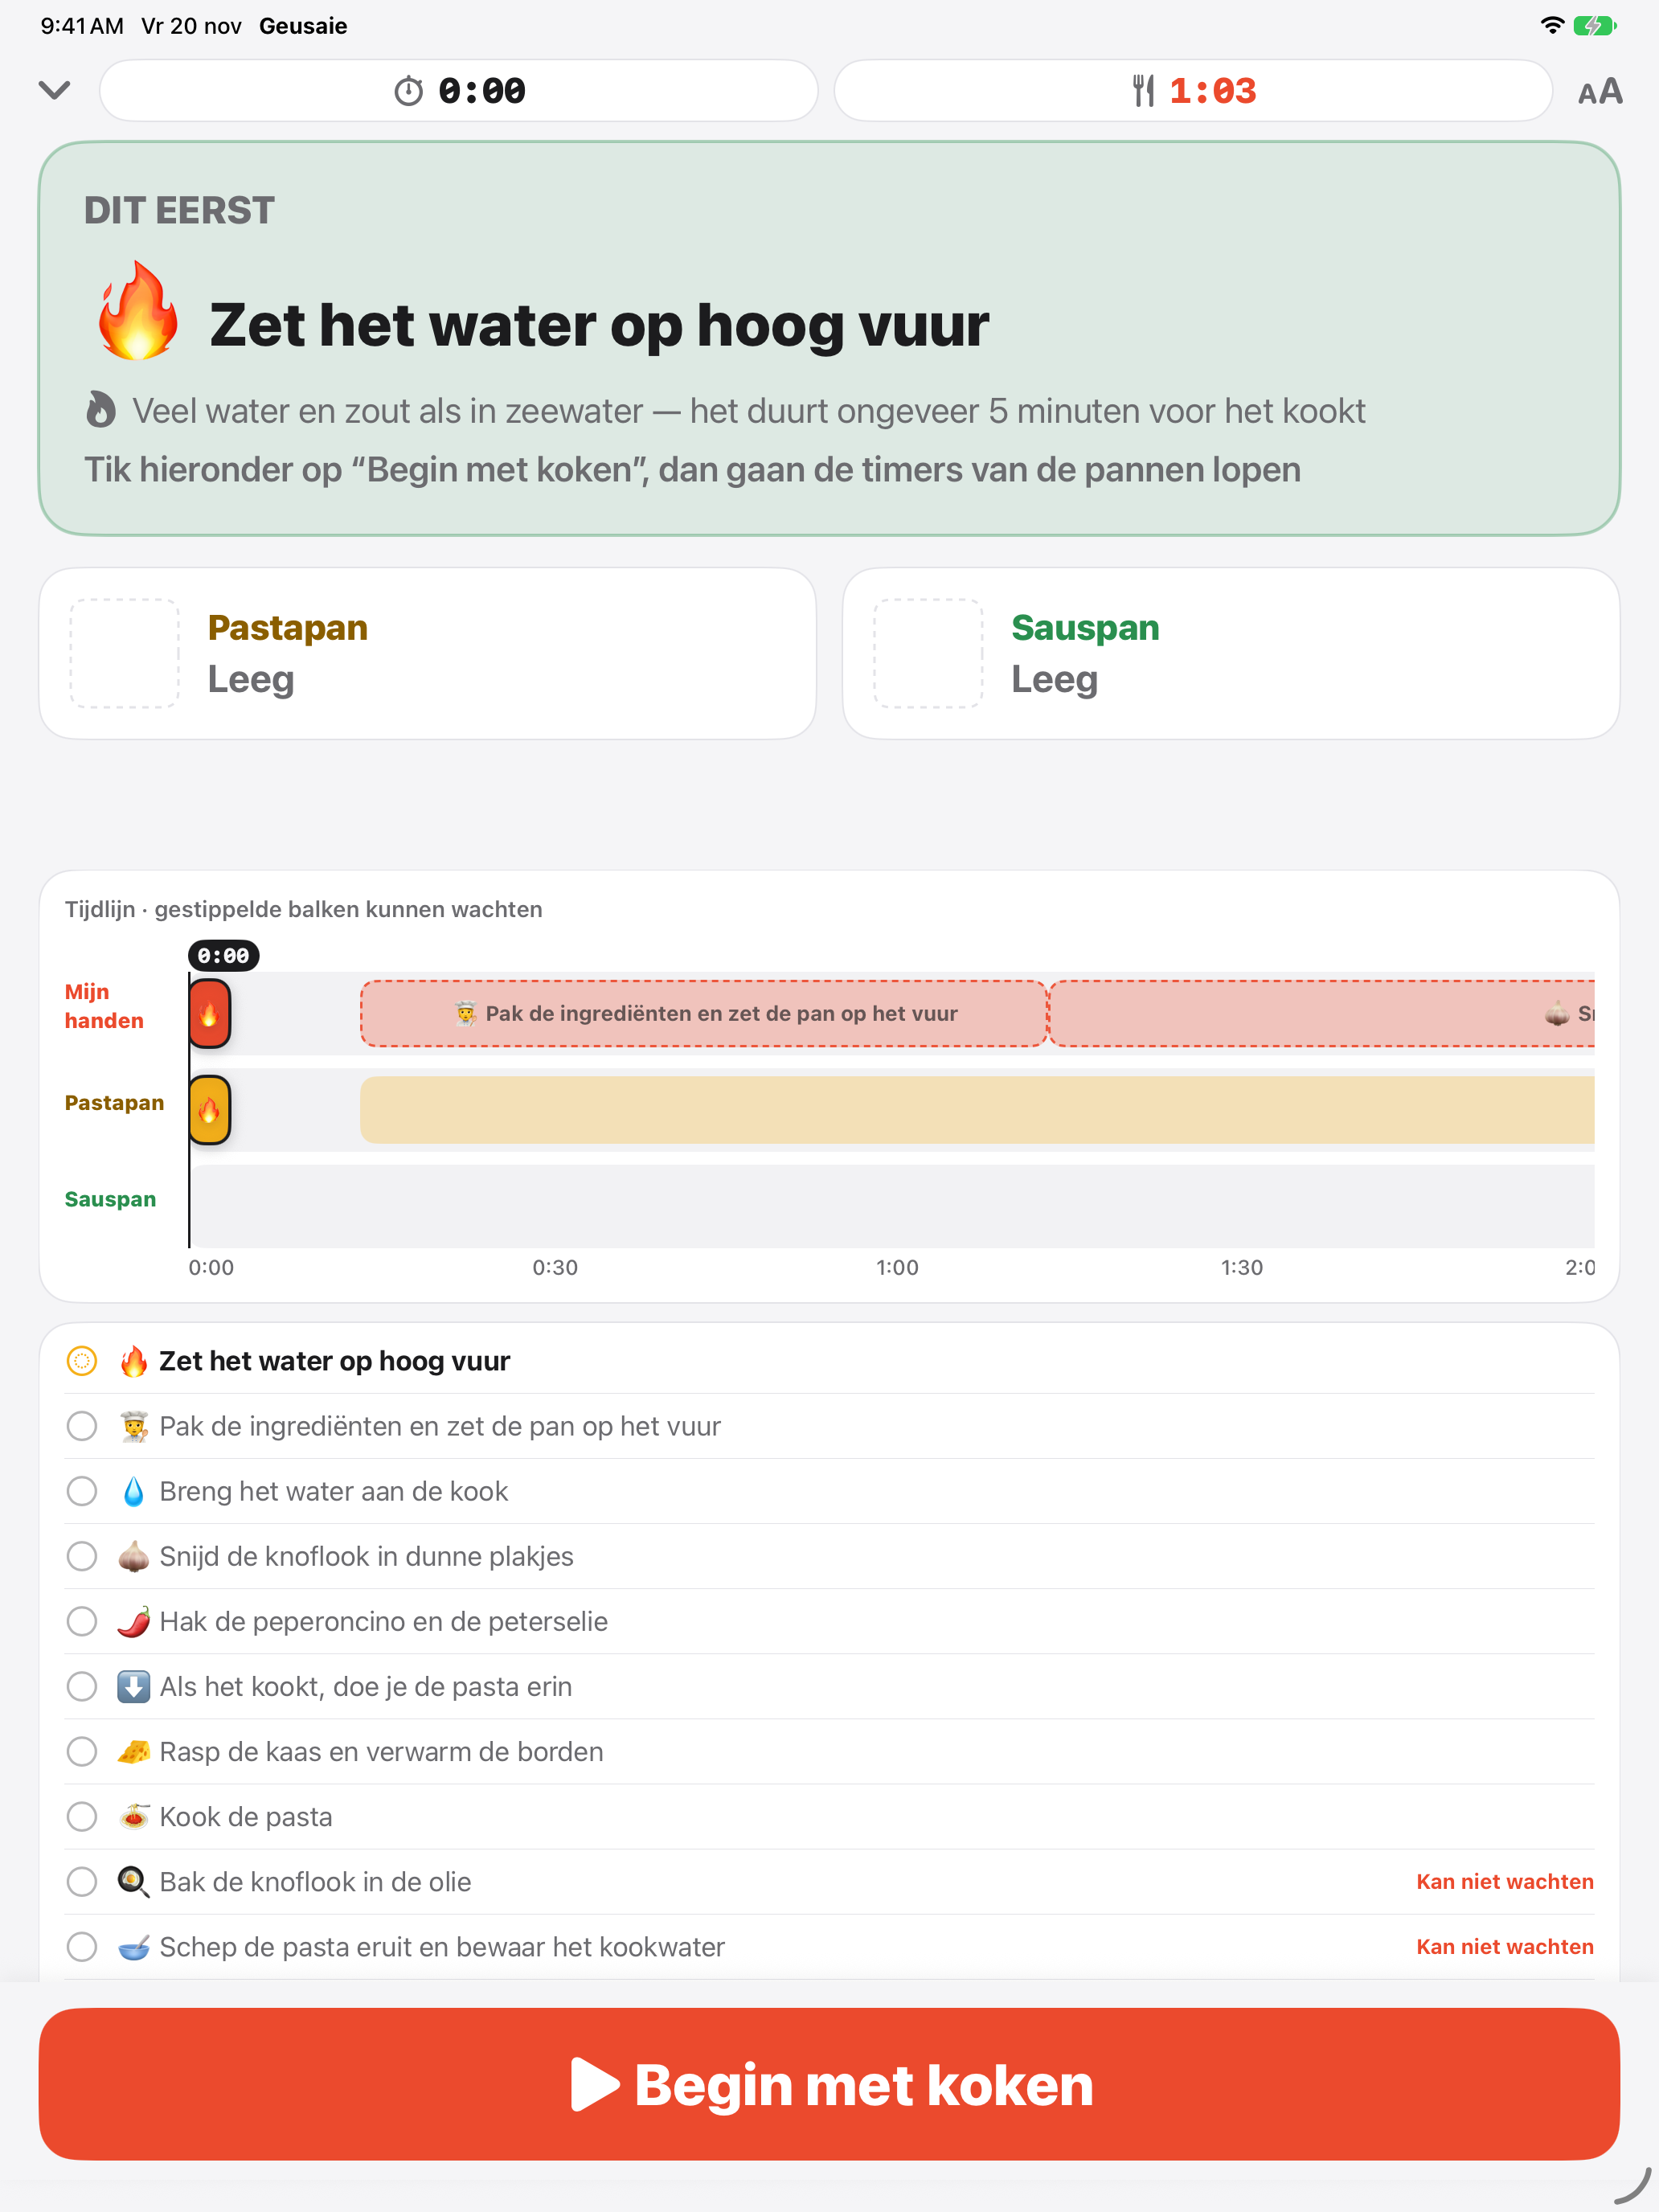 9:41 AM Vr 20 nov Geusaie
0:00
1:03
AA
DIT EERST
Zet het water op hoog vuur
Veel water en zout als in zeewater — het duurt ongeveer 5 minuten voor het kookt
Tik hieronder op “Begin met koken”, dan gaan de timers van de pannen lopen
Pastapan
Leeg
Sauspan
Leeg
Tijdlijn · gestippelde balken kunnen wachten
0:00
Mijn
handen
Pak de ingrediënten en zet de pan op het vuur
Pastapan
Sauspan
0:00 0:30 1:00 1:30 2:0
Zet het water op hoog vuur
Pak de ingrediënten en zet de pan op het vuur
Breng het water aan de kook
Snijd de knoflook in dunne plakjes
Hak de peperoncino en de peterselie
Als het kookt, doe je de pasta erin
Rasp de kaas en verwarm de borden
Kook de pasta
Bak de knoflook in de olie Kan niet wachten
Schep de pasta eruit en bewaar het kookwater Kan niet wachten
Begin met koken